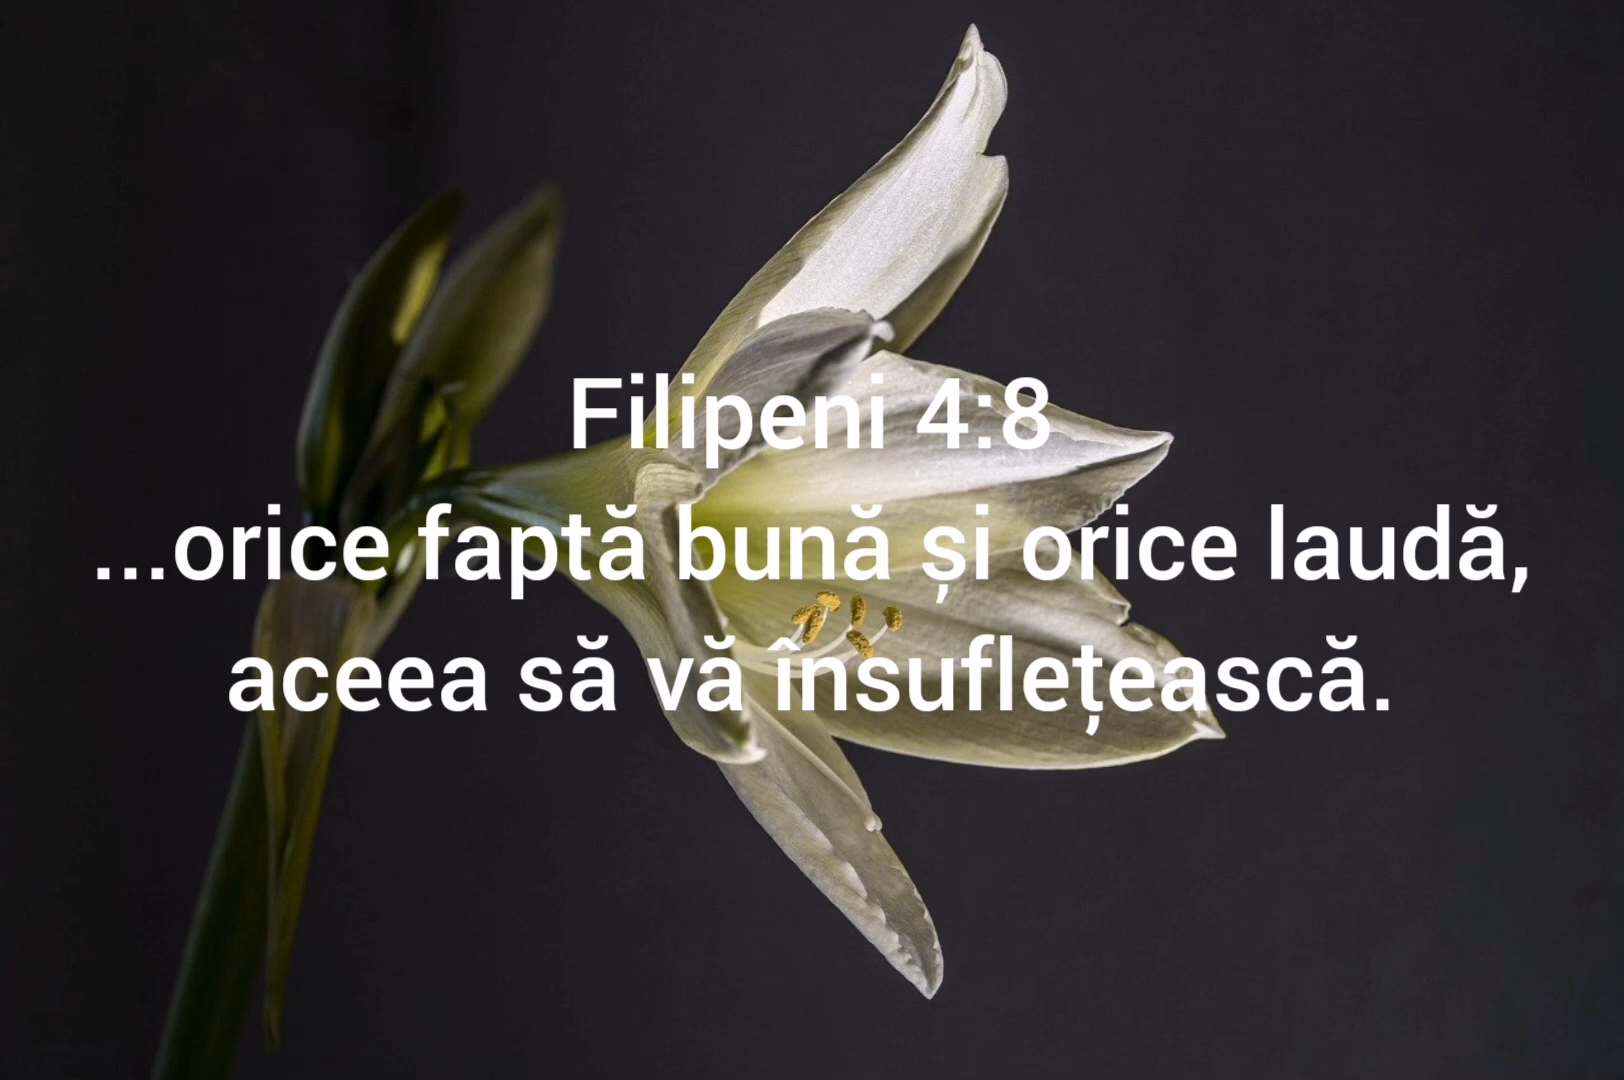 Filipeni 4:8
...orice faptă bună și orice laudă,
aceea să vă însuflețească.